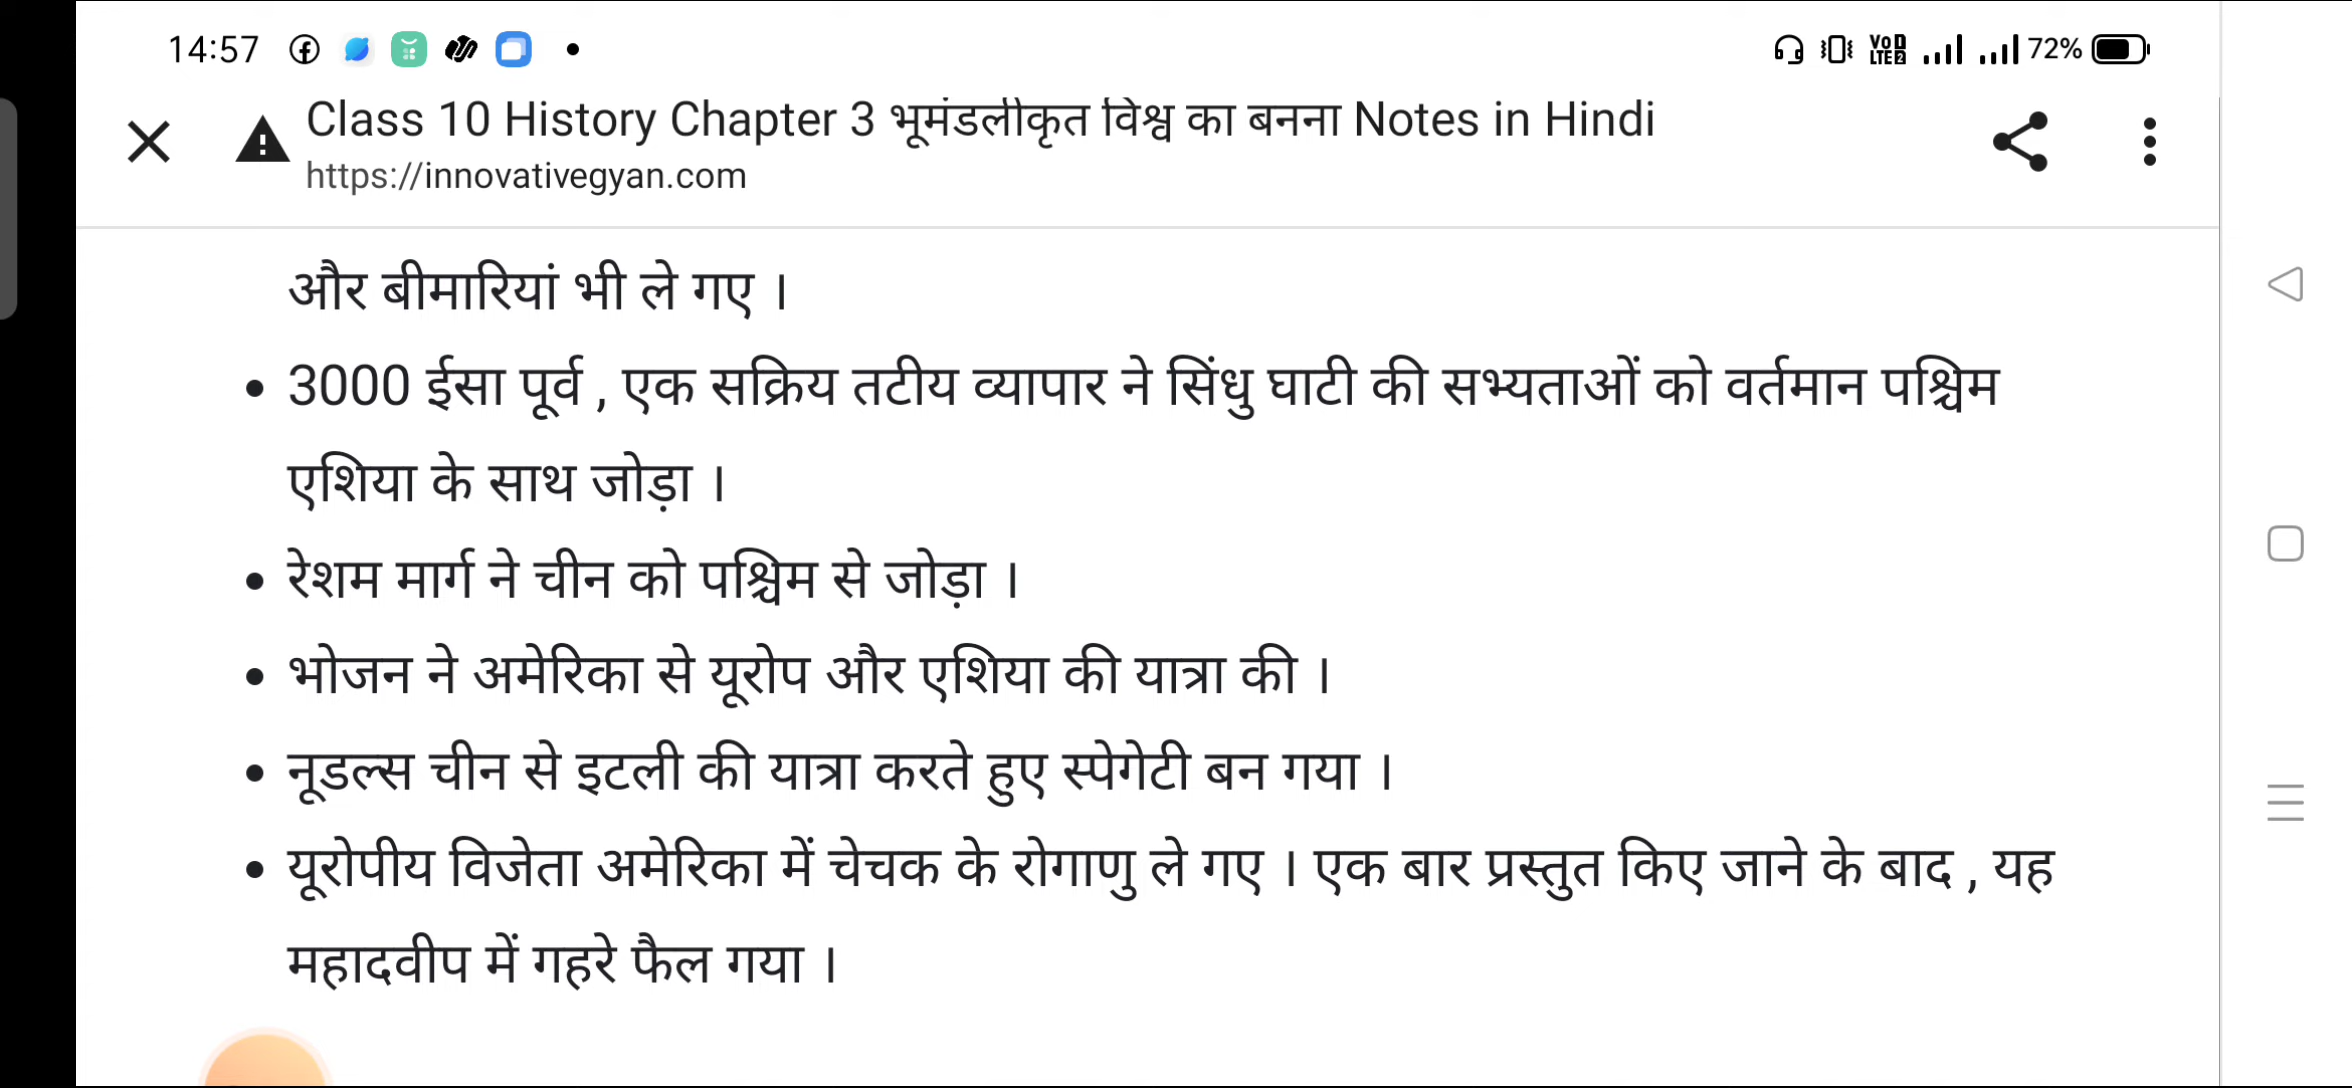 14:57
72%
Class 10 History Chapter 3 भूमंडलीकृत विश्व का बनना Notes in Hindi
https://innovativegyan.com
और बीमारियां भी ले गए ।
• 3000 ईसा पूर्व , एक सक्रिय तटीय व्यापार ने सिंधु घाटी की सभ्यताओं को वर्तमान पश्चिम
एशिया के साथ जोड़ा ।
• रेशम मार्ग ने चीन को पश्चिम से जोड़ा ।
• भोजन ने अमेरिका से यूरोप और एशिया की यात्रा की ।
• नूडल्स चीन से इटली की यात्रा करते हुए स्पेगेटी बन गया ।
• यूरोपीय विजेता अमेरिका में चेचक के रोगाणु ले गए । एक बार प्रस्तुत किए जाने के बाद , यह
महादवीप में गहरे फैल गया ।